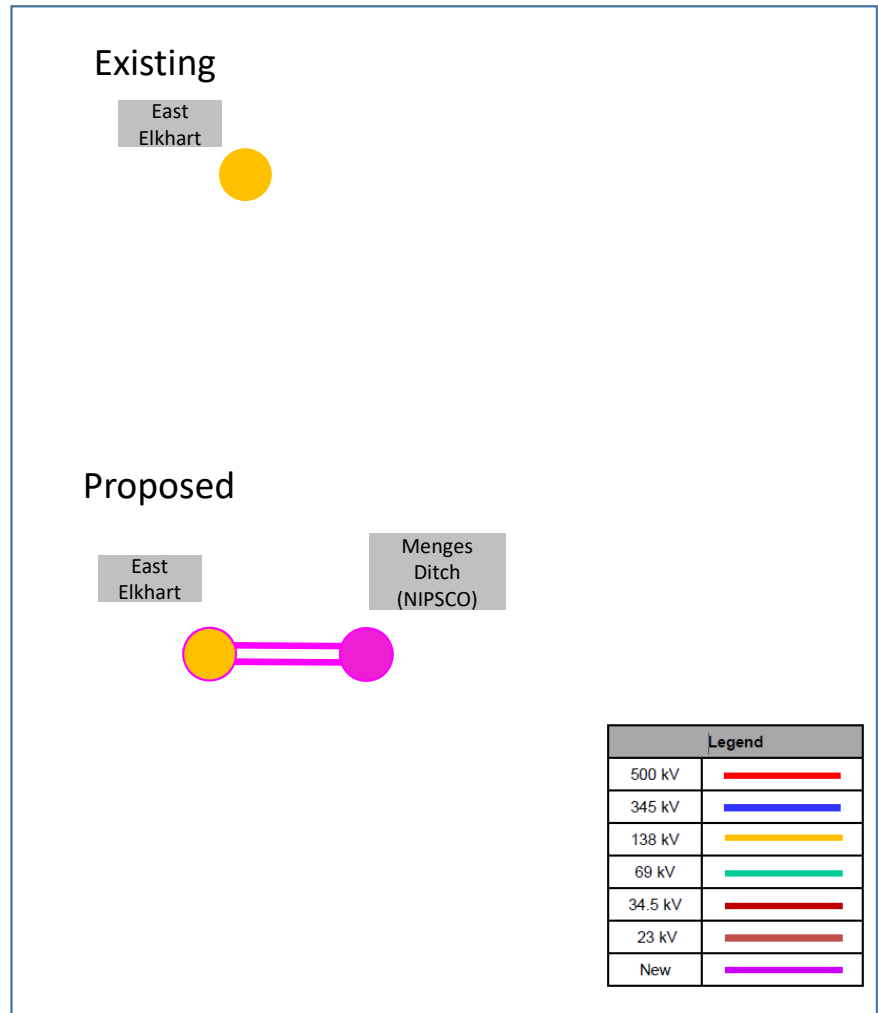 Existing
East
Elkhart
Proposed
East
Elkhart
Menges
Ditch
(NIPSCO)
Legend
500 kV
345 kV
138 kV
69 kV
34.5 kV
23 kV
New